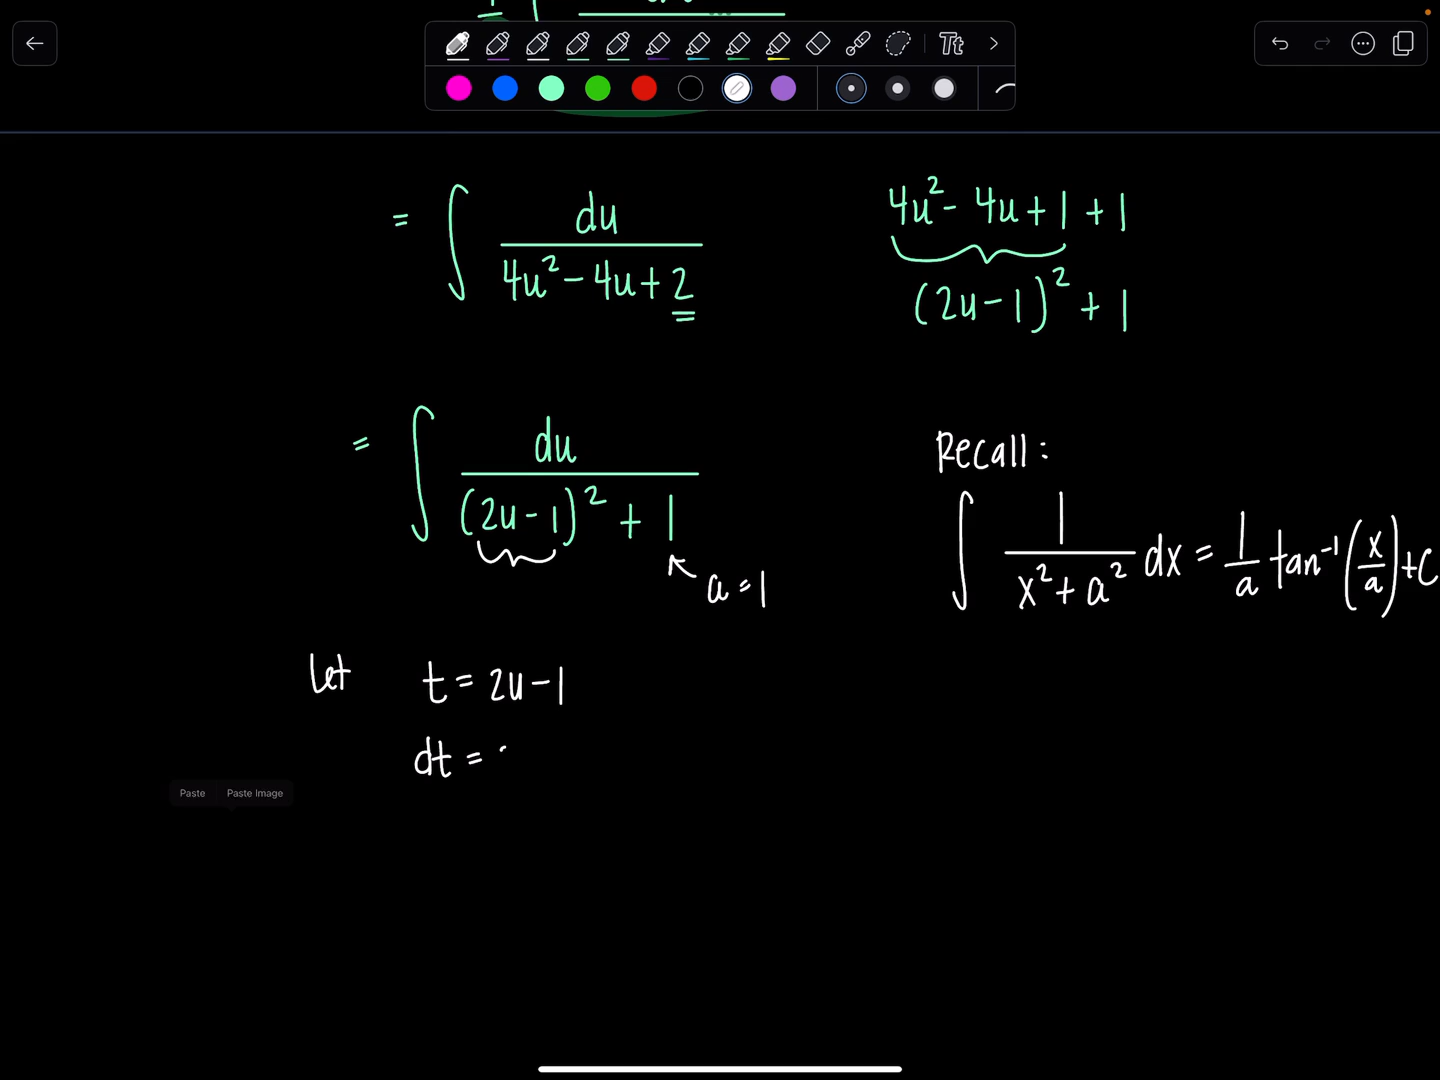 Tt
= ∫ du / (4u² - 4u + 2)
4u² - 4u + 1 + 1
(2u - 1)² + 1
= ∫ du / ((2u - 1)² + 1)
a = 1
Recall:
∫ 1 / (x² + a²) dx = 1/a tan⁻¹(x/a) + C
let t = 2u - 1
dt =
Paste Paste Image